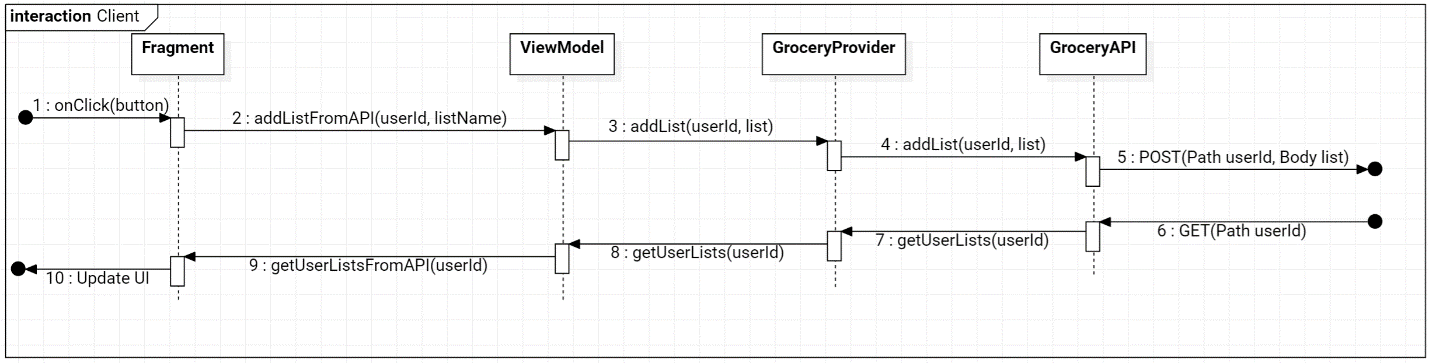 interaction Client
Fragment
ViewModel
GroceryProvider
GroceryAPI
1 : onClick(button)
2 : addListFromAPI(userId, listName)
3 : addList(userId, list)
4 : addList(userId, list)
5 : POST(Path userId, Body list)
6 : GET(Path userId)
7 : getUserLists(userId)
8 : getUserLists(userId)
9 : getUserListsFromAPI(userId)
10 : Update UI